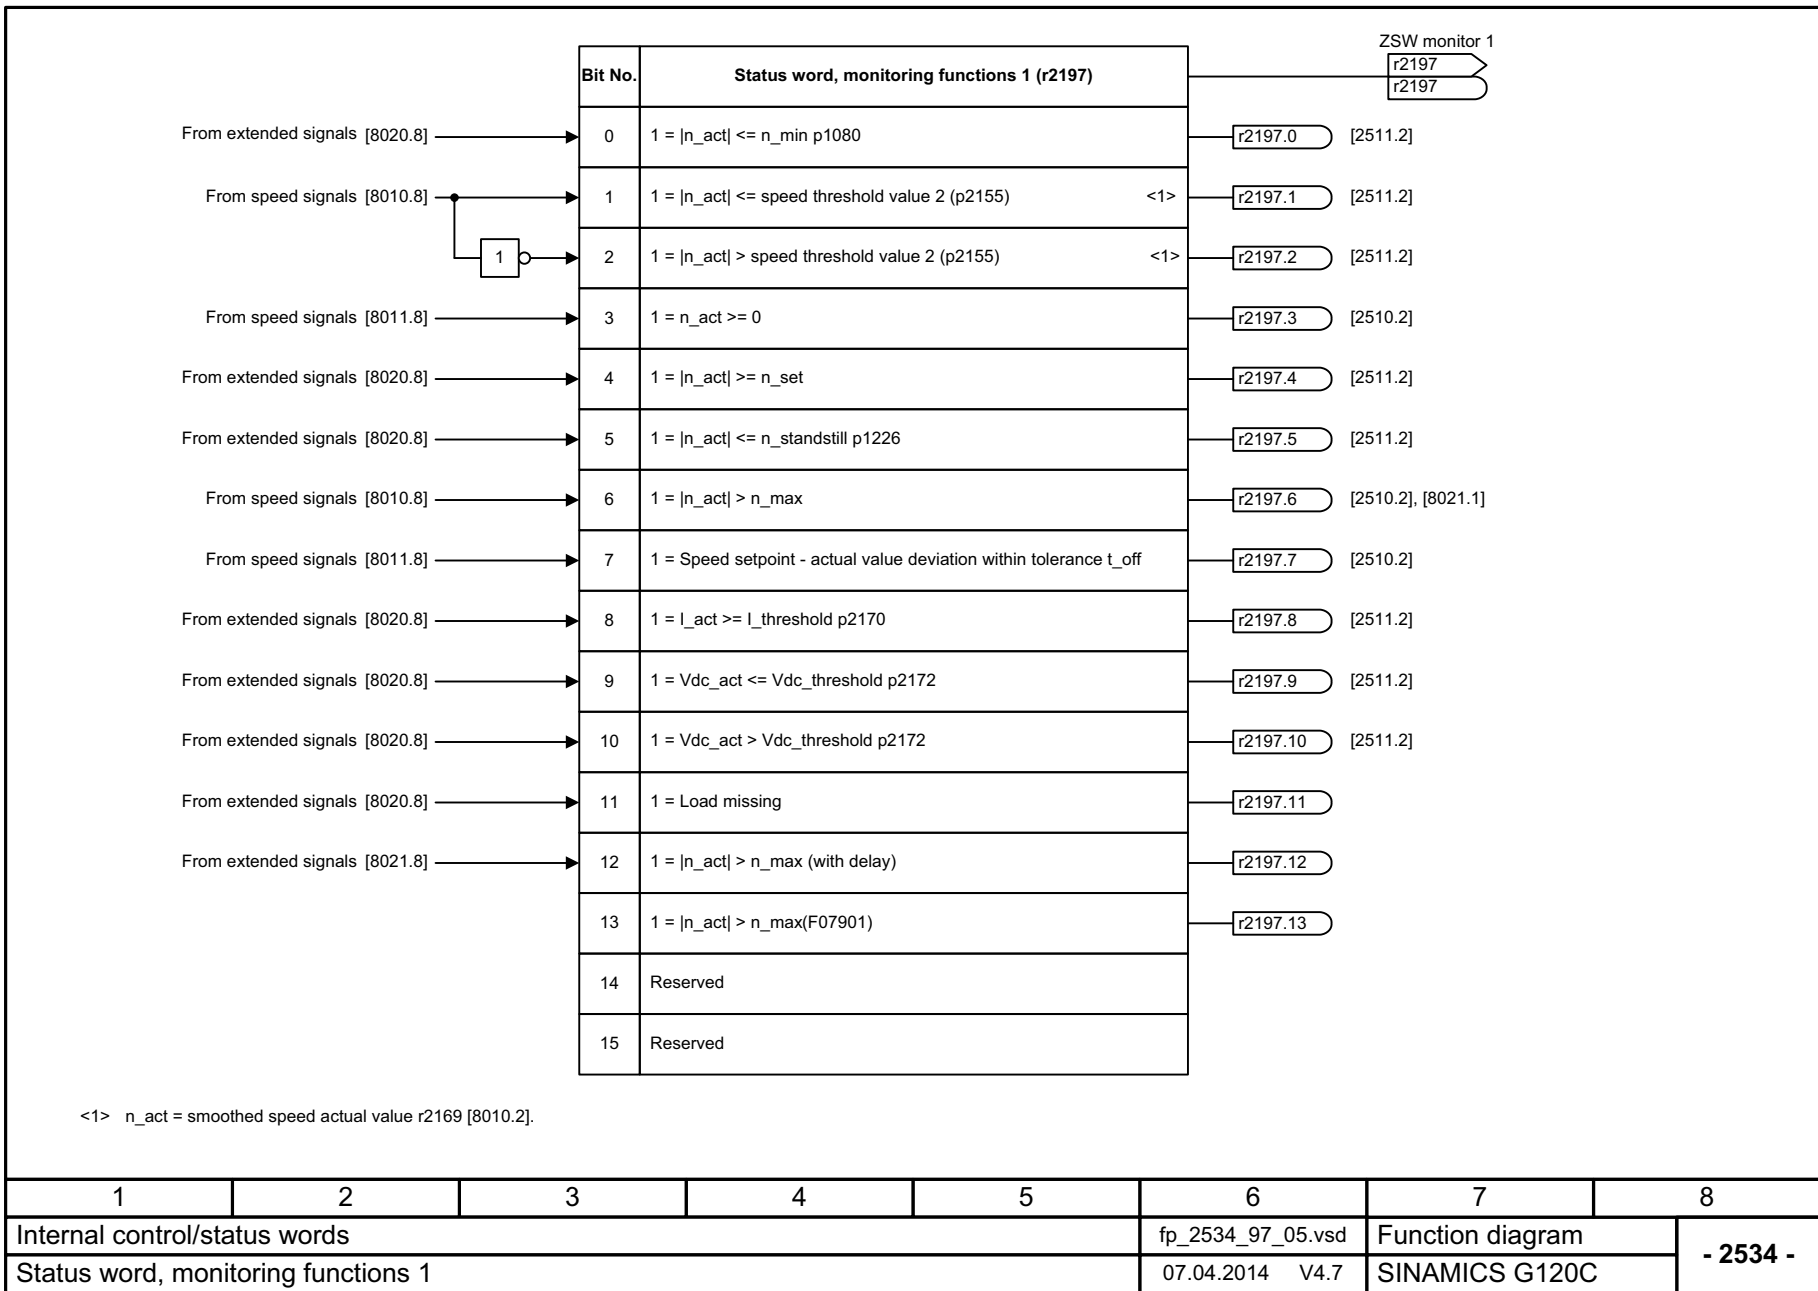 ZSW monitor 1
Bit No. Status word, monitoring functions 1 (r2197) r2197
r2197
From extended signals [8020.8] 0 1 = |n_act| <= n_min p1080 r2197.0 [2511.2]
From speed signals [8010.8] 1 1 = |n_act| <= speed threshold value 2 (p2155) <1> r2197.1 [2511.2]
1 2 1 = |n_act| > speed threshold value 2 (p2155) <1> r2197.2 [2511.2]
From speed signals [8011.8] 3 1 = n_act >= 0 r2197.3 [2510.2]
From extended signals [8020.8] 4 1 = |n_act| >= n_set r2197.4 [2511.2]
From extended signals [8020.8] 5 1 = |n_act| <= n_standstill p1226 r2197.5 [2511.2]
From speed signals [8010.8] 6 1 = |n_act| > n_max r2197.6 [2510.2], [8021.1]
From speed signals [8011.8] 7 1 = Speed setpoint - actual value deviation within tolerance t_off r2197.7 [2510.2]
From extended signals [8020.8] 8 1 = I_act >= I_threshold p2170 r2197.8 [2511.2]
From extended signals [8020.8] 9 1 = Vdc_act <= Vdc_threshold p2172 r2197.9 [2511.2]
From extended signals [8020.8] 10 1 = Vdc_act > Vdc_threshold p2172 r2197.10 [2511.2]
From extended signals [8020.8] 11 1 = Load missing r2197.11
From extended signals [8021.8] 12 1 = |n_act| > n_max (with delay) r2197.12
13 1 = |n_act| > n_max(F07901) r2197.13
14 Reserved
15 Reserved
<1> n_act = smoothed speed actual value r2169 [8010.2].
1 2 3 4 5 6 7 8
Internal control/status words fp_2534_97_05.vsd Function diagram - 2534 -
Status word, monitoring functions 1 07.04.2014 V4.7 SINAMICS G120C